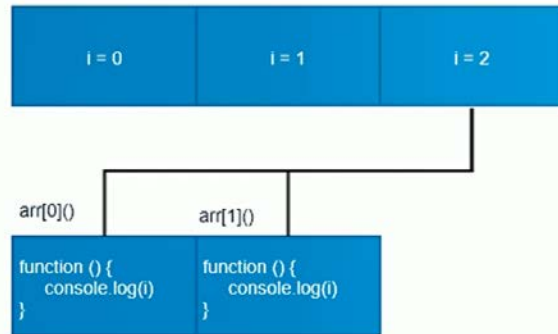 i = 0
i = 1
i = 2
arr[0]()
arr[1]()
function () {
console.log(i)
}
function () {
console.log(i)
}